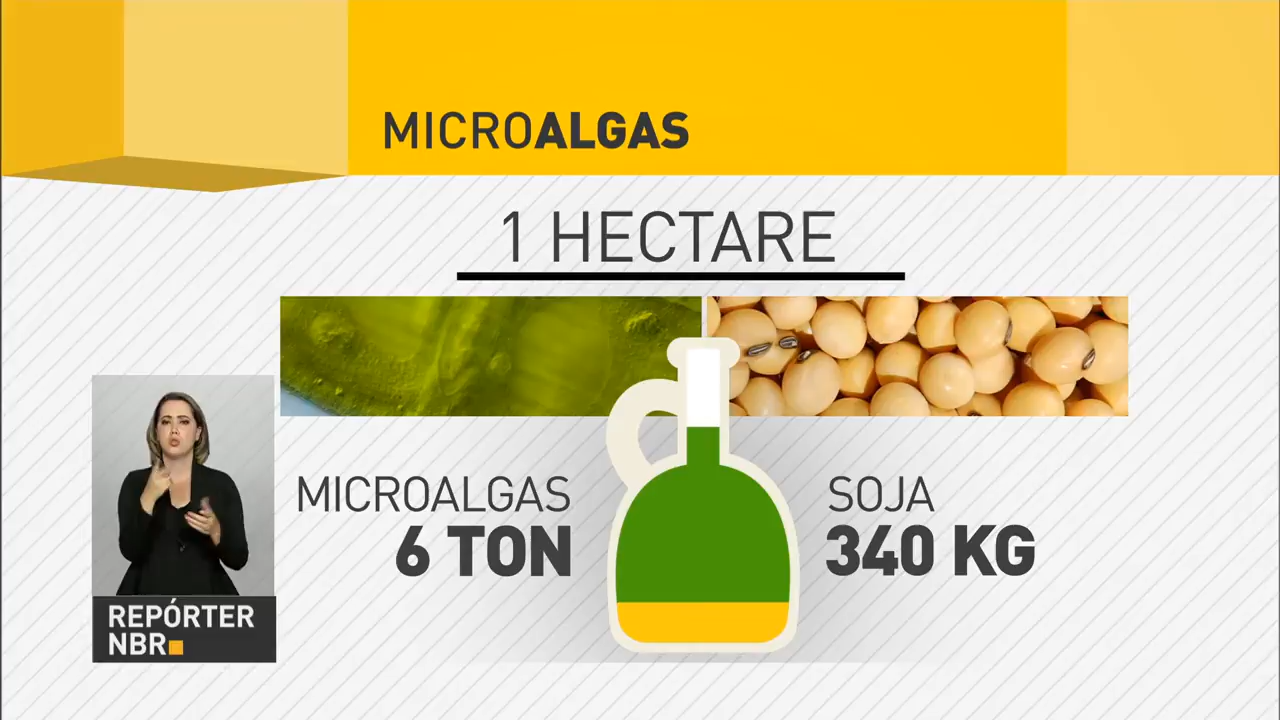 MICROALGAS
1 HECTARE
MICROALGAS
6 TON
SOJA
340 KG
REPÓRTER
NBR